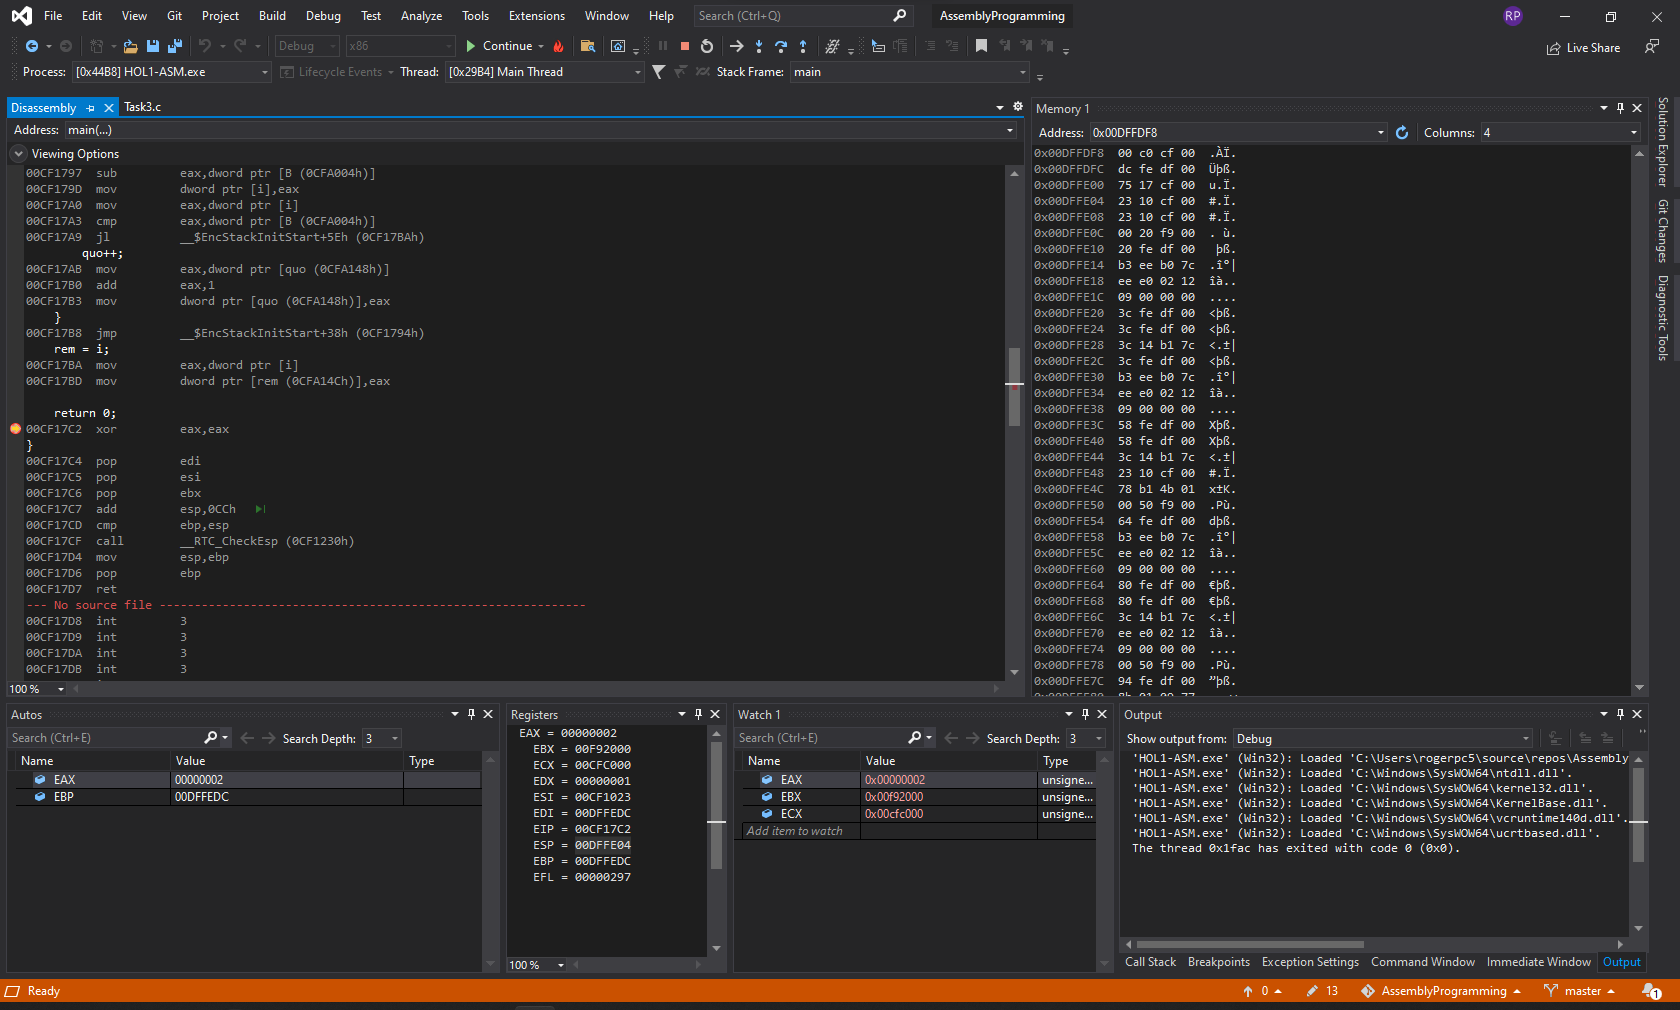 File Edit View Git Project Build Debug Test Analyze Tools Extensions Window Help Search (Ctrl+Q) AssemblyProgramming RP
Debug x86 Continue Live Share
Process: [0x44B8] HOL1-ASM.exe Lifecycle Events Thread: [0x29B4] Main Thread Stack Frame: main
Disassembly Task3.c
Address: main(...)
Viewing Options
00CF1797 sub eax,dword ptr [B (0CFA004h)]
00CF179D mov dword ptr [i],eax
00CF17A0 mov eax,dword ptr [i]
00CF17A3 cmp eax,dword ptr [B (0CFA004h)]
00CF17A9 jl __$EncStackInitStart+5Eh (0CF17BAh)
quo++;
00CF17AB mov eax,dword ptr [quo (0CFA148h)]
00CF17B0 add eax,1
00CF17B3 mov dword ptr [quo (0CFA148h)],eax
}
00CF17B8 jmp __$EncStackInitStart+38h (0CF1794h)
rem = i;
00CF17BA mov eax,dword ptr [i]
00CF17BD mov dword ptr [rem (0CFA14Ch)],eax
return 0;
00CF17C2 xor eax,eax
}
00CF17C4 pop edi
00CF17C5 pop esi
00CF17C6 pop ebx
00CF17C7 add esp,0CCh
00CF17CD cmp ebp,esp
00CF17CF call __RTC_CheckEsp (0CF1230h)
00CF17D4 mov esp,ebp
00CF17D6 pop ebp
00CF17D7 ret
--- No source file -------------------------------------------------------------
00CF17D8 int 3
00CF17D9 int 3
00CF17DA int 3
00CF17DB int 3
100 %
Memory 1
Address: 0x00DFFDF8 Columns: 4
0x00DFFDF8 00 c0 cf 00 .ÀÏ.
0x00DFFDFC dc fe df 00 Üþß.
0x00DFFE00 75 17 cf 00 u.Ï.
0x00DFFE04 23 10 cf 00 #.Ï.
0x00DFFE08 23 10 cf 00 #.Ï.
0x00DFFE0C 00 20 f9 00 . ù.
0x00DFFE10 20 fe df 00 þß.
0x00DFFE14 b3 ee b0 7c .î°|
0x00DFFE18 ee e0 02 12 îà..
0x00DFFE1C 09 00 00 00 ....
0x00DFFE20 3c fe df 00 <þß.
0x00DFFE24 3c fe df 00 <þß.
0x00DFFE28 3c 14 b1 7c <.±|
0x00DFFE2C 3c fe df 00 <þß.
0x00DFFE30 b3 ee b0 7c .î°|
0x00DFFE34 ee e0 02 12 îà..
0x00DFFE38 09 00 00 00 ....
0x00DFFE3C 58 fe df 00 Xþß.
0x00DFFE40 58 fe df 00 Xþß.
0x00DFFE44 3c 14 b1 7c <.±|
0x00DFFE48 23 10 cf 00 #.Ï.
0x00DFFE4C 78 b1 4b 01 x±K.
0x00DFFE50 00 50 f9 00 .Pù.
0x00DFFE54 64 fe df 00 dþß.
0x00DFFE58 b3 ee b0 7c .î°|
0x00DFFE5C ee e0 02 12 îà..
0x00DFFE60 09 00 00 00 ....
0x00DFFE64 80 fe df 00 €þß.
0x00DFFE68 80 fe df 00 €þß.
0x00DFFE6C 3c 14 b1 7c <.±|
0x00DFFE70 ee e0 02 12 îà..
0x00DFFE74 09 00 00 00 ....
0x00DFFE78 00 50 f9 00 .Pù.
0x00DFFE7C 94 fe df 00 ”þß.
Solution Explorer
Git Changes
Diagnostic Tools
Autos
Search (Ctrl+E) Search Depth: 3
Name Value Type
EAX 00000002
EBP 00DFFEDC
Registers
EAX = 00000002
EBX = 00F92000
ECX = 00CFC000
EDX = 00000001
ESI = 00CF1023
EDI = 00DFFEDC
EIP = 00CF17C2
ESP = 00DFFE04
EBP = 00DFFEDC
EFL = 00000297
100 %
Watch 1
Search (Ctrl+E) Search Depth: 3
Name Value Type
EAX 0x00000002 unsigne...
EBX 0x00f92000 unsigne...
ECX 0x00cfc000 unsigne...
Add item to watch
Output
Show output from: Debug
'HOL1-ASM.exe' (Win32): Loaded 'C:\Users\rogerpc5\source\repos\Assembly
'HOL1-ASM.exe' (Win32): Loaded 'C:\Windows\SysWOW64\ntdll.dll'.
'HOL1-ASM.exe' (Win32): Loaded 'C:\Windows\SysWOW64\kernel32.dll'.
'HOL1-ASM.exe' (Win32): Loaded 'C:\Windows\SysWOW64\KernelBase.dll'.
'HOL1-ASM.exe' (Win32): Loaded 'C:\Windows\SysWOW64\vcruntime140d.dll'.
'HOL1-ASM.exe' (Win32): Loaded 'C:\Windows\SysWOW64\ucrtbased.dll'.
The thread 0x1fac has exited with code 0 (0x0).
Call Stack Breakpoints Exception Settings Command Window Immediate Window Output
Ready 0 13 AssemblyProgramming master 1